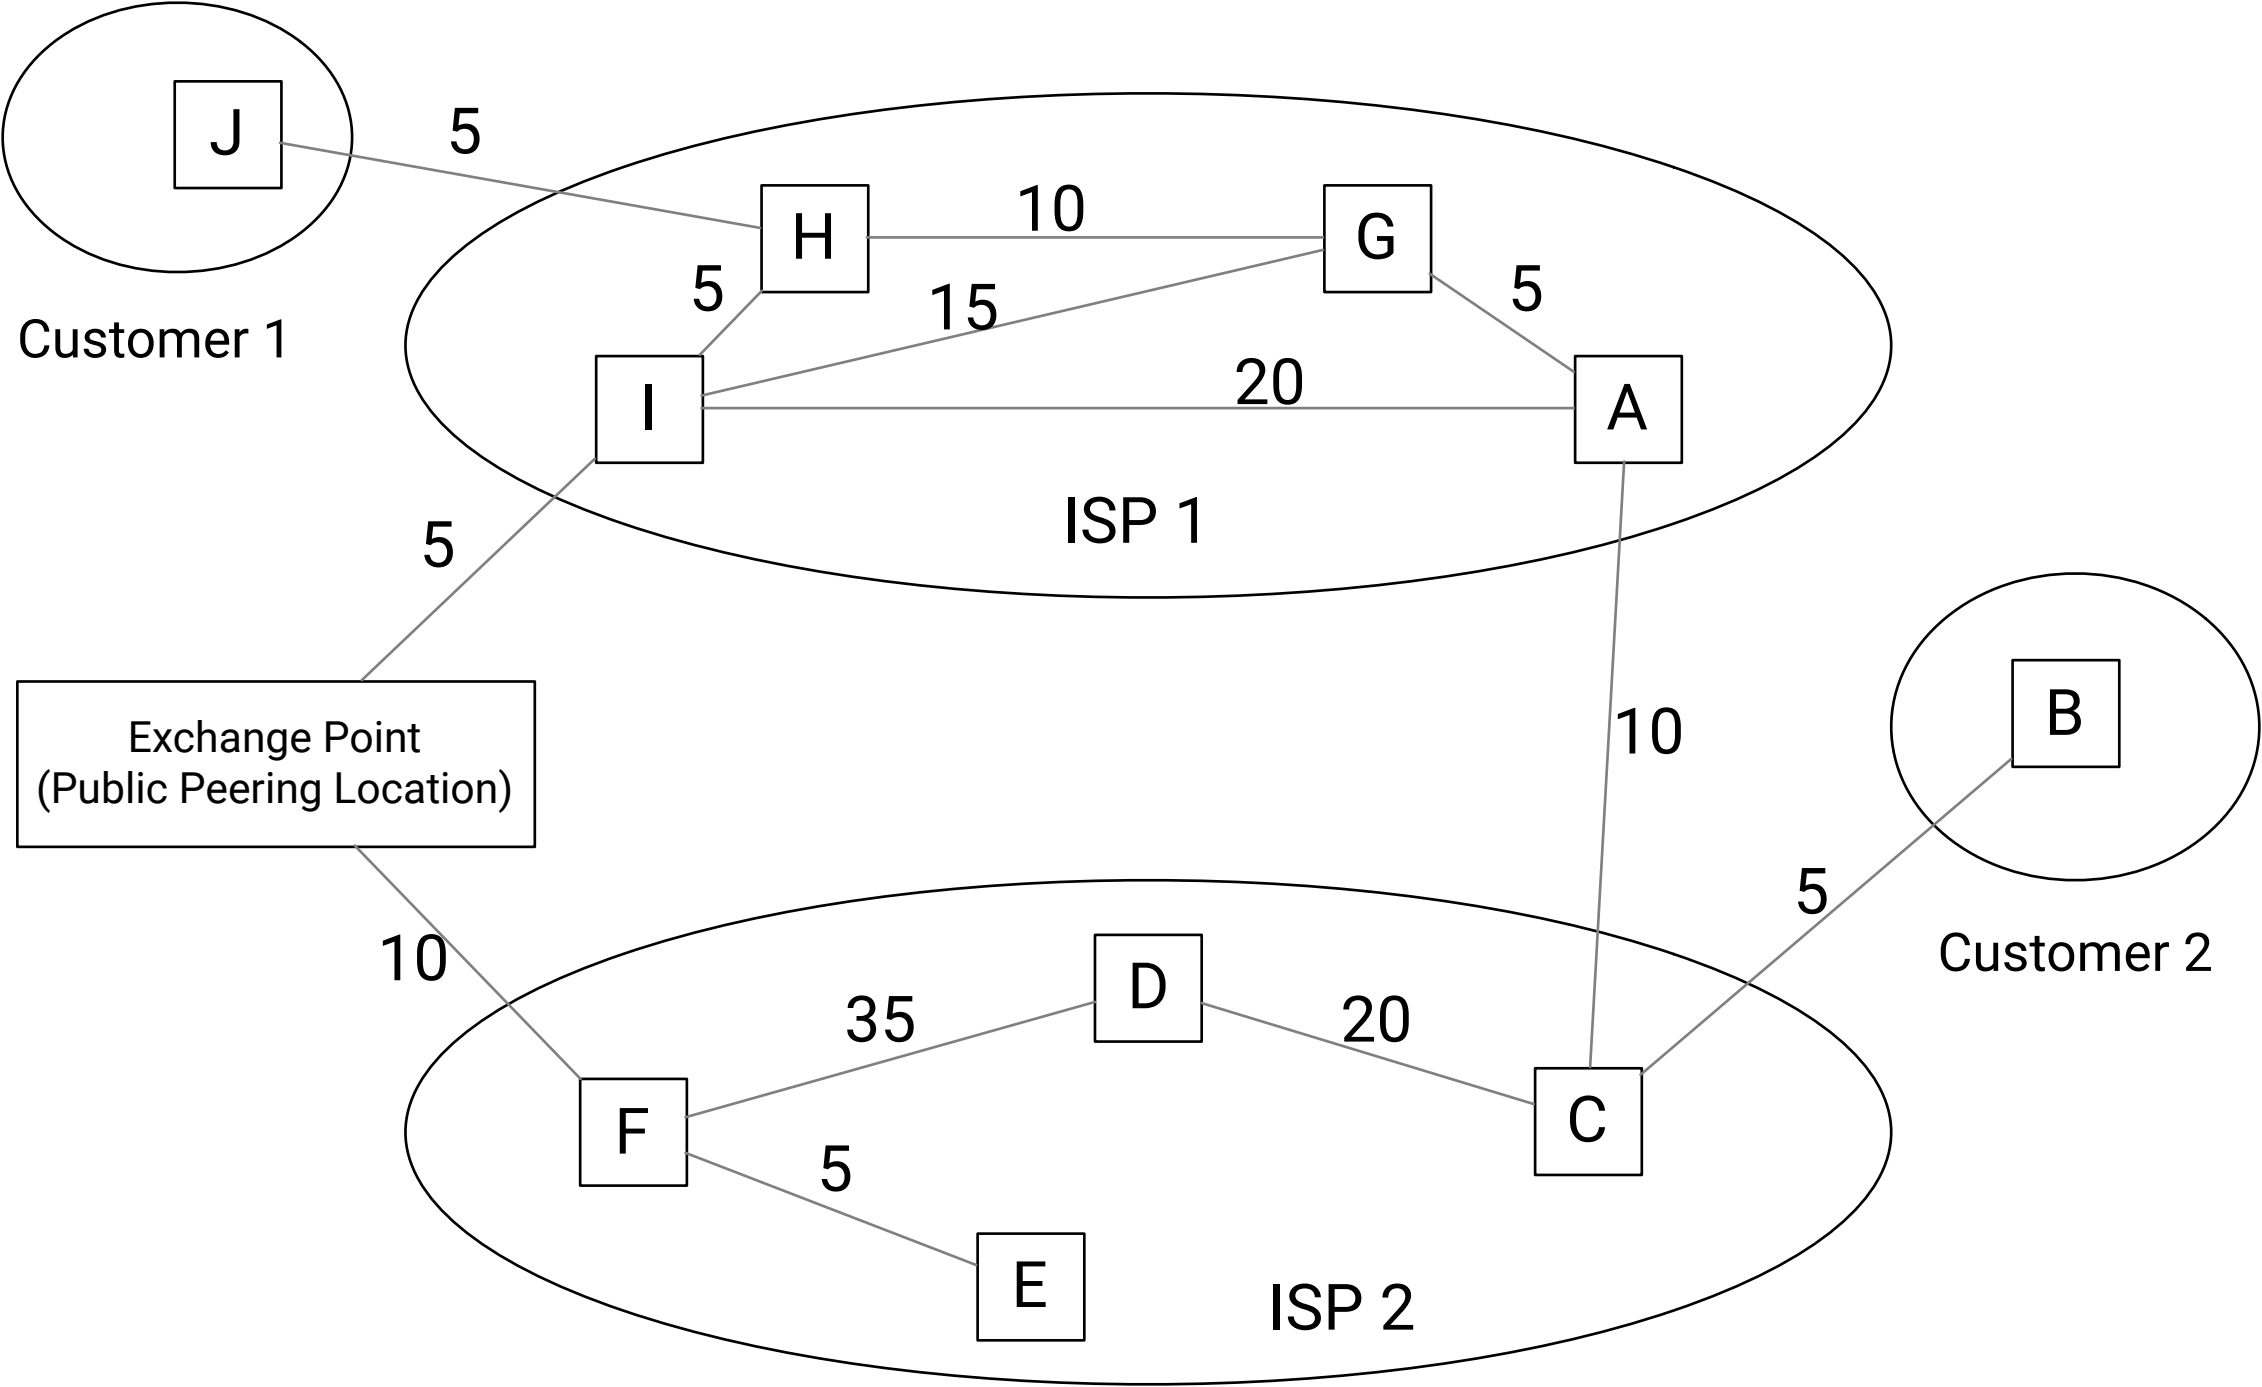 J
5
H
10
G
5
15
5
Customer 1
I
20
A
ISP 1
5
Exchange Point
(Public Peering Location)
10
B
5
Customer 2
10
D
35
20
F
C
5
E
ISP 2